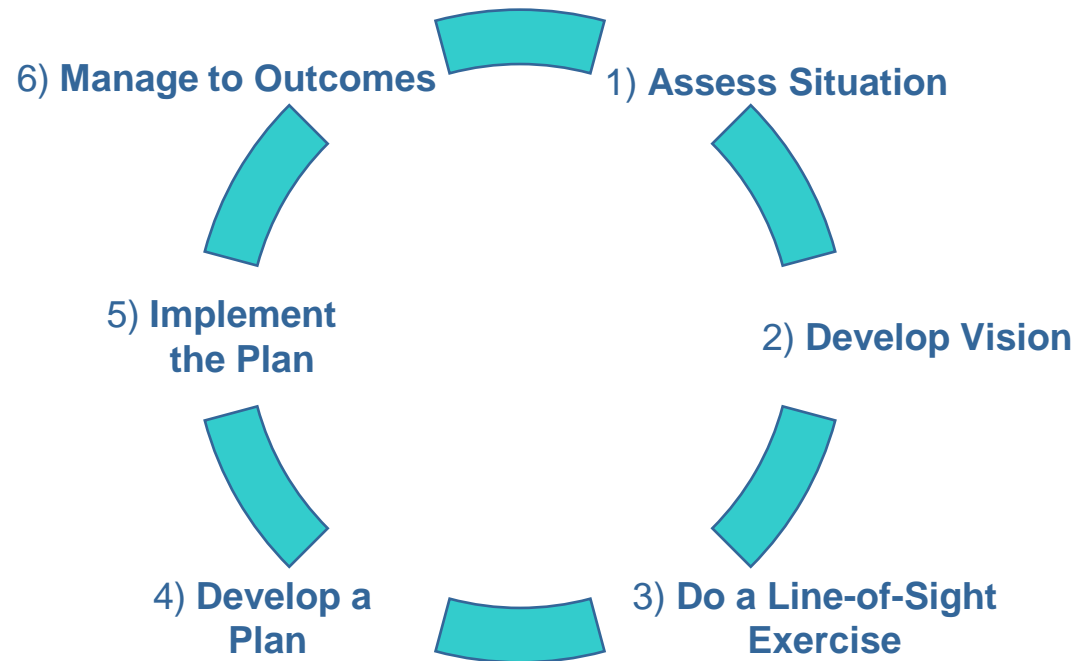 1) Assess Situation
2) Develop Vision
3) Do a Line-of-Sight
Exercise
4) Develop a
Plan
5) Implement
the Plan
6) Manage to Outcomes